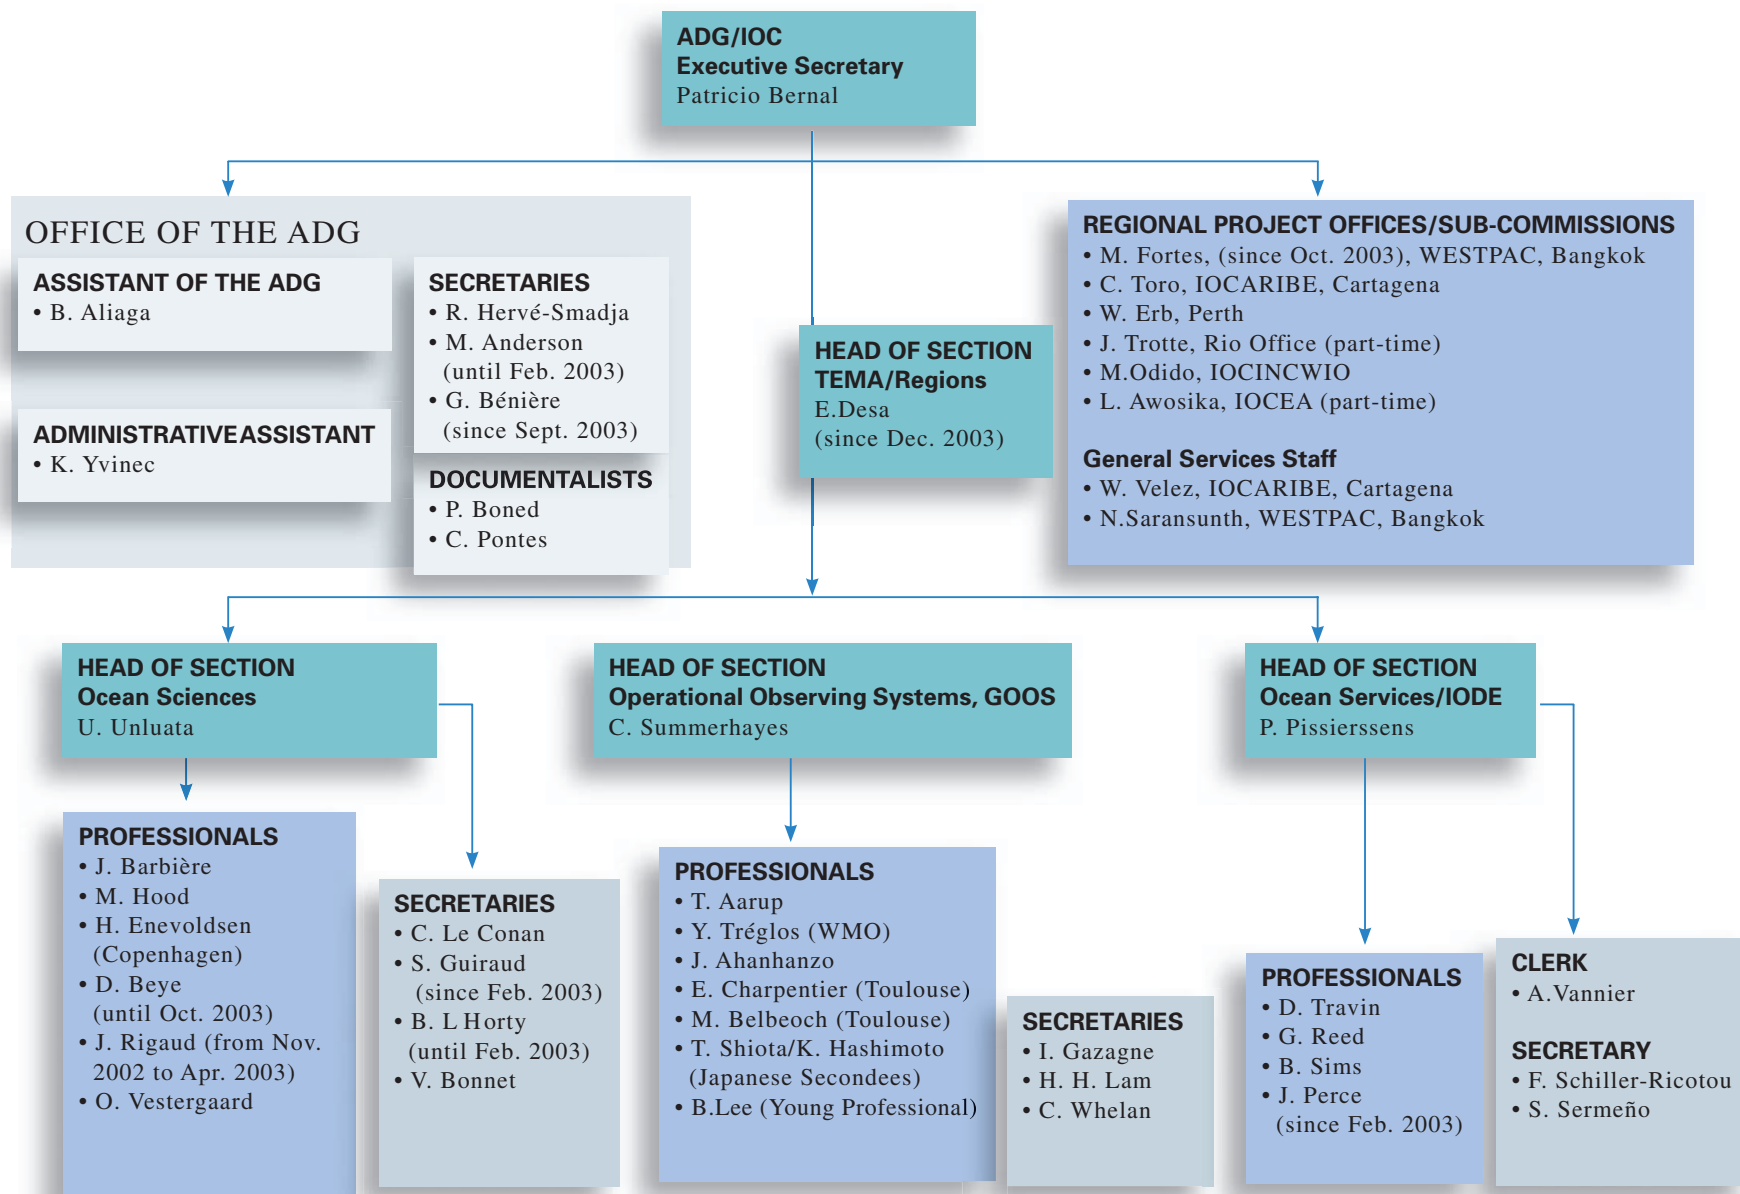 ADG/IOC
Executive Secretary
Patricio Bernal
OFFICE OF THE ADG
ASSISTANT OF THE ADG
• B. Aliaga
ADMINISTRATIVE ASSISTANT
• K. Yvinec
SECRETARIES
• R. Hervé-Smadja
• M. Anderson
(until Feb. 2003)
• G. Bénière
(since Sept. 2003)
DOCUMENTALISTS
• P. Boned
• C. Pontes
HEAD OF SECTION
TEMA/Regions
E.Desa
(since Dec. 2003)
REGIONAL PROJECT OFFICES/SUB-COMMISSIONS
• M. Fortes, (since Oct. 2003), WESTPAC, Bangkok
• C. Toro, IOCARIBE, Cartagena
• W. Erb, Perth
• J. Trotte, Rio Office (part-time)
• M.Odido, IOCINCWIO
• L. Awosika, IOCEA (part-time)
General Services Staff
• W. Velez, IOCARIBE, Cartagena
• N.Saransunth, WESTPAC, Bangkok
HEAD OF SECTION
Ocean Sciences
U. Unluata
PROFESSIONALS
• J. Barbière
• M. Hood
• H. Enevoldsen
(Copenhagen)
• D. Beye
(until Oct. 2003)
• J. Rigaud (from Nov.
2002 to Apr. 2003)
• O. Vestergaard
SECRETARIES
• C. Le Conan
• S. Guiraud
(since Feb. 2003)
• B. L Horty
(until Feb. 2003)
• V. Bonnet
HEAD OF SECTION
Operational Observing Systems, GOOS
C. Summerhayes
PROFESSIONALS
• T. Aarup
• Y. Tréglos (WMO)
• J. Ahanhanzo
• E. Charpentier (Toulouse)
• M. Belbeoch (Toulouse)
• T. Shiota/K. Hashimoto
(Japanese Secondees)
• B.Lee (Young Professional)
SECRETARIES
• I. Gazagne
• H. H. Lam
• C. Whelan
HEAD OF SECTION
Ocean Services/IODE
P. Pissierssens
PROFESSIONALS
• D. Travin
• G. Reed
• B. Sims
• J. Perce
(since Feb. 2003)
CLERK
• A.Vannier
SECRETARY
• F. Schiller-Ricotou
• S. Sermeño